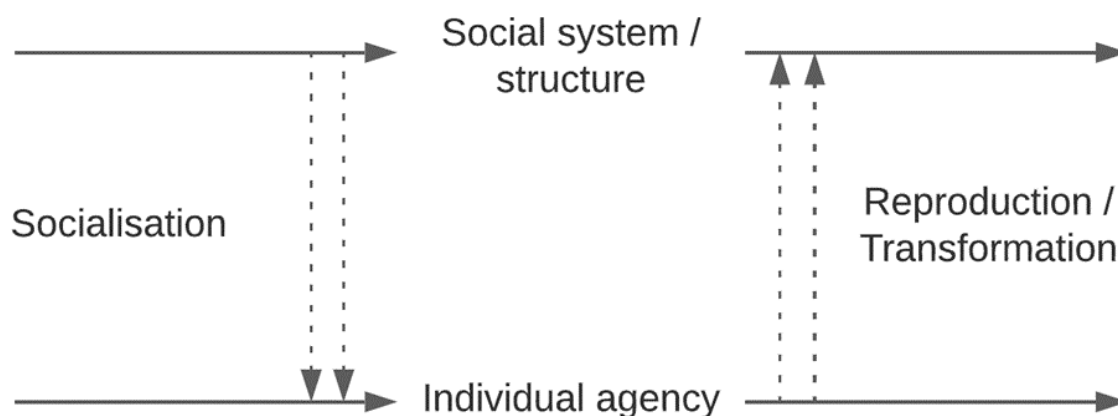 Social system /
structure
Socialisation
Reproduction /
Transformation
Individual agency